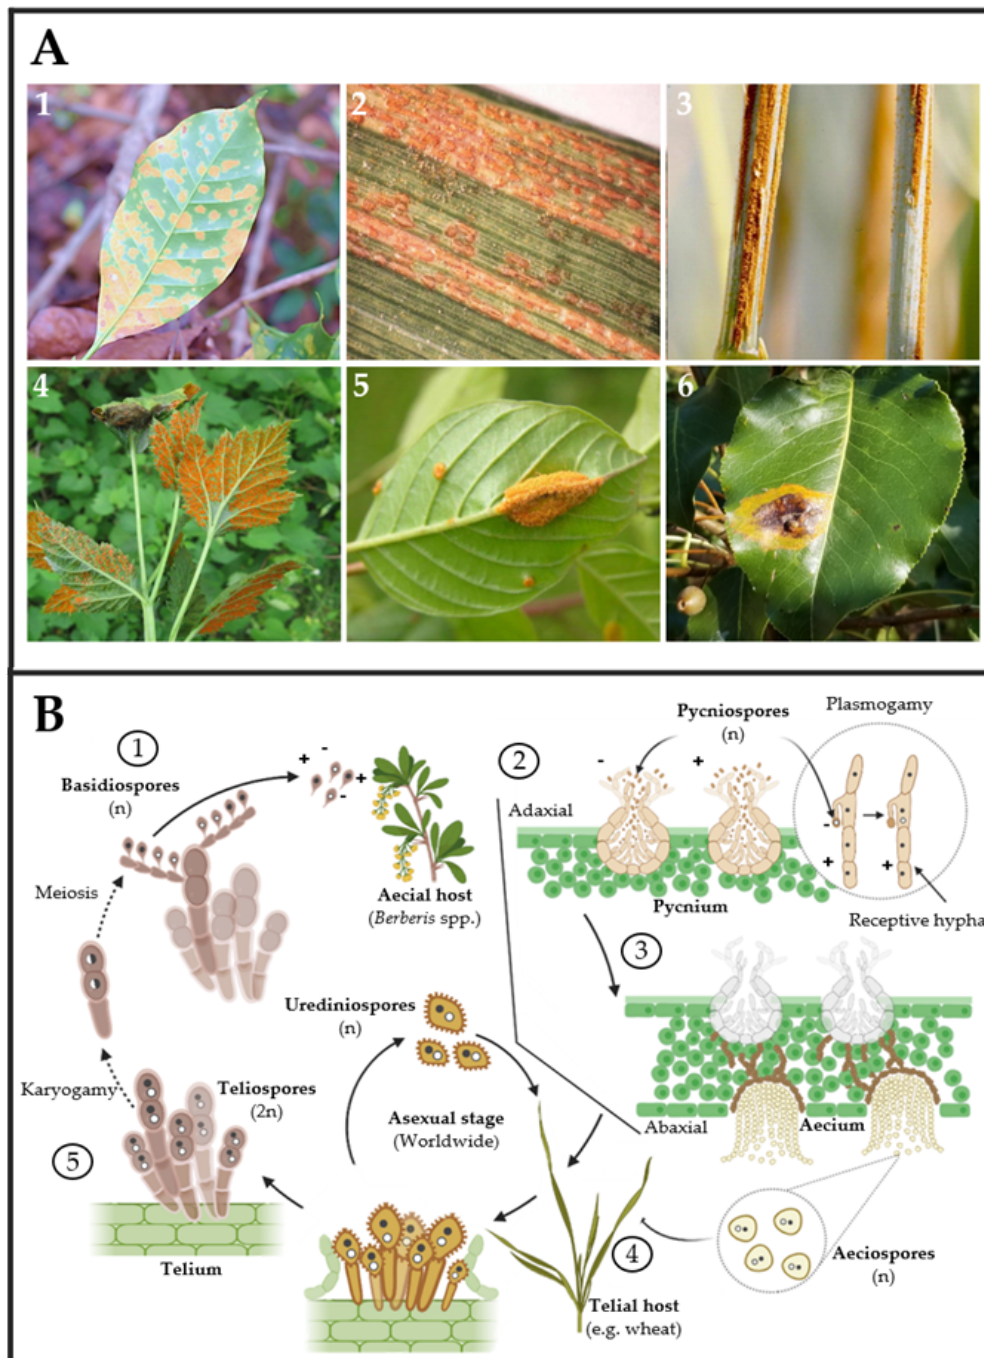 A
1
2
3
4
5
6
B
1
Basidiospores
(n)
+
-
+
-
Meiosis
Aecial host
(Berberis spp.)
2
Pycniospores
(n)
Plasmogamy
-
+
Adaxial
-
+
+
Pycnium
Receptive hypha
3
Urediniospores
(n)
Karyogamy
Teliospores
(2n)
Asexual stage
(Worldwide)
Abaxial
Aecium
5
4
Telium
Telial host
(e.g. wheat)
Aeciospores
(n)